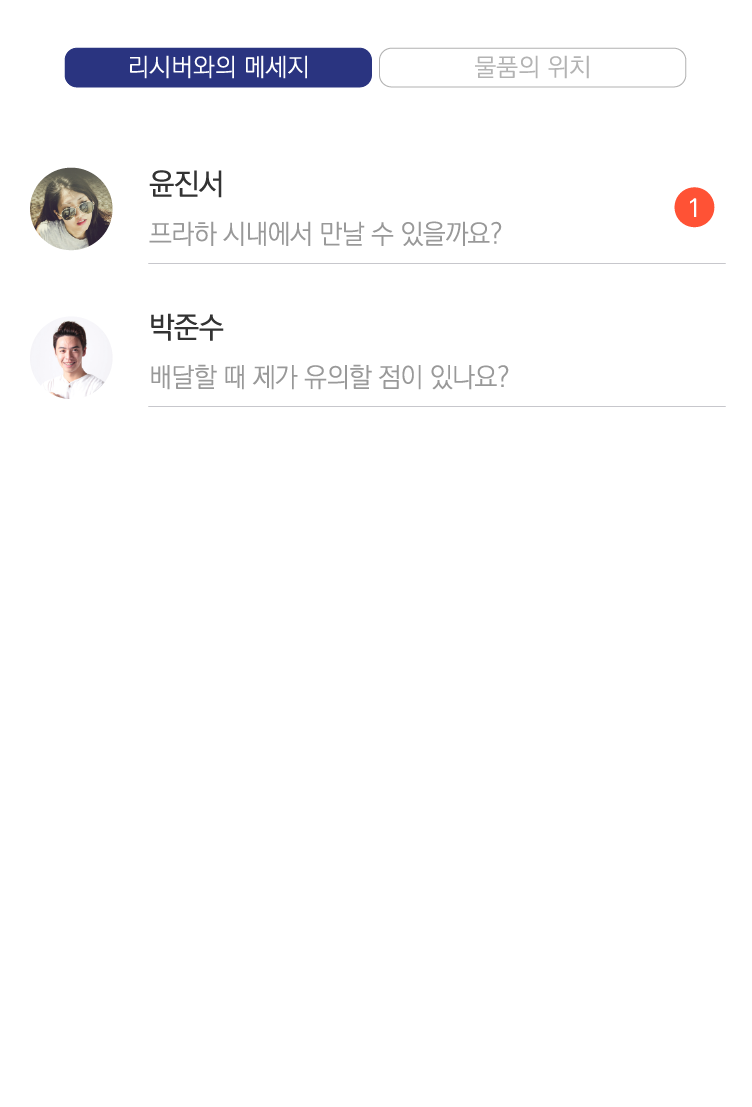 리시버와의 메세지
물품의 위치
윤진서
프라하 시내에서 만날 수 있을까요?
1
박준수
배달할 때 제가 유의할 점이 있나요?